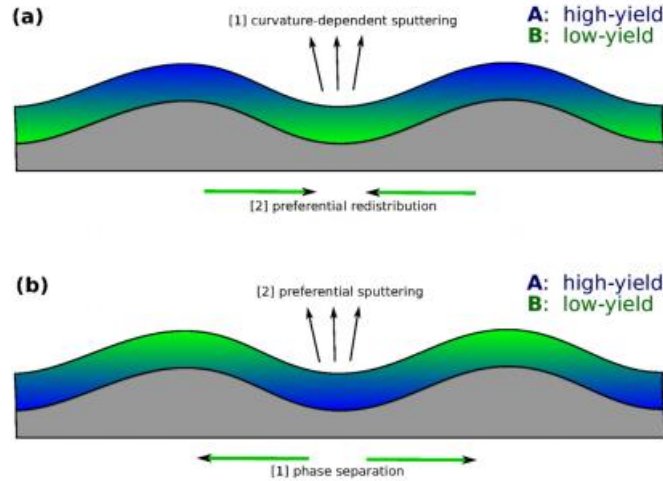 (a)
[1] curvature-dependent sputtering
A: high-yield
B: low-yield
[2] preferential redistribution
(b)
[2] preferential sputtering
A: high-yield
B: low-yield
[1] phase separation